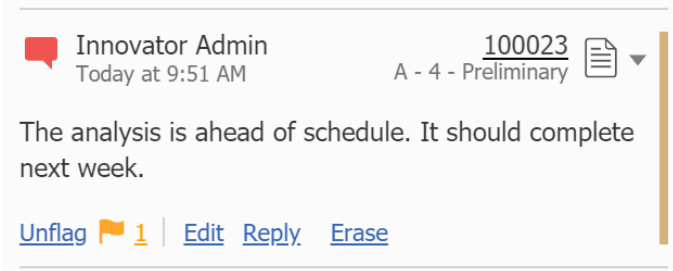 Innovator Admin 100023
Today at 9:51 AM A - 4 - Preliminary
The analysis is ahead of schedule. It should complete
next week.
Unflag 1 Edit Reply Erase